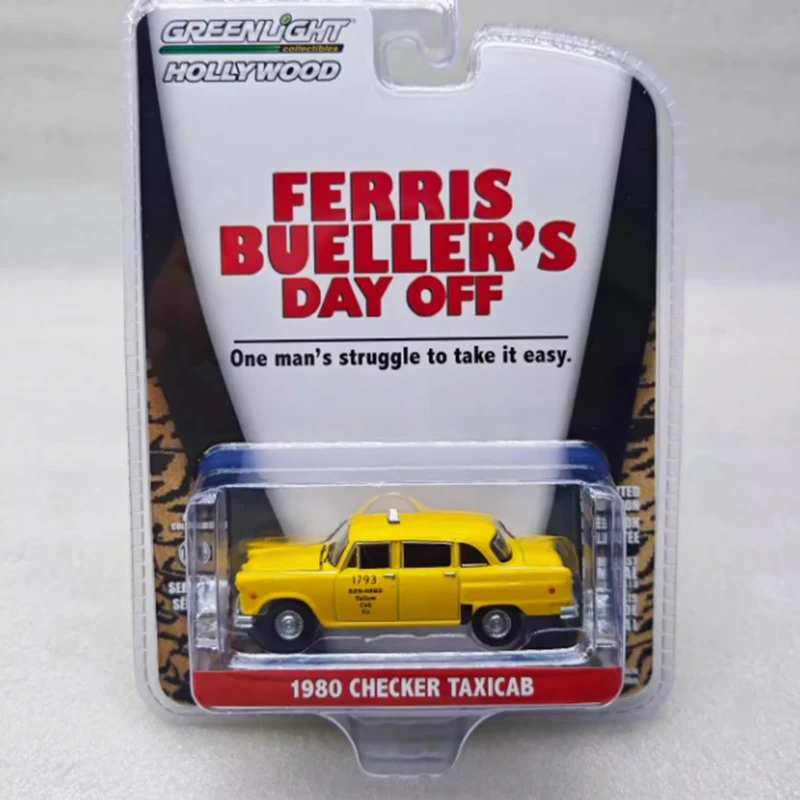 GREENLIGHT
collectibles
HOLLYWOOD
FERRIS
BUELLER'S
DAY OFF
One man's struggle to take it easy.
1793
Yellow
Cab
Co
1980 CHECKER TAXICAB